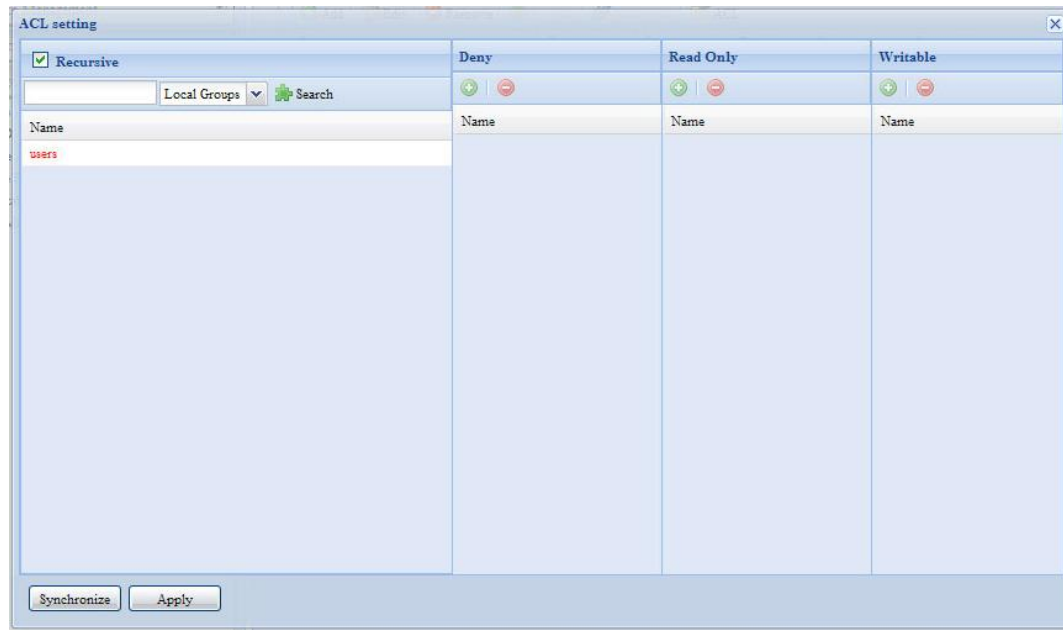 ACL setting
Recursive
Deny
Read Only
Writable
Local Groups
Search
Name
Name
Name
Name
users
Synchronize
Apply